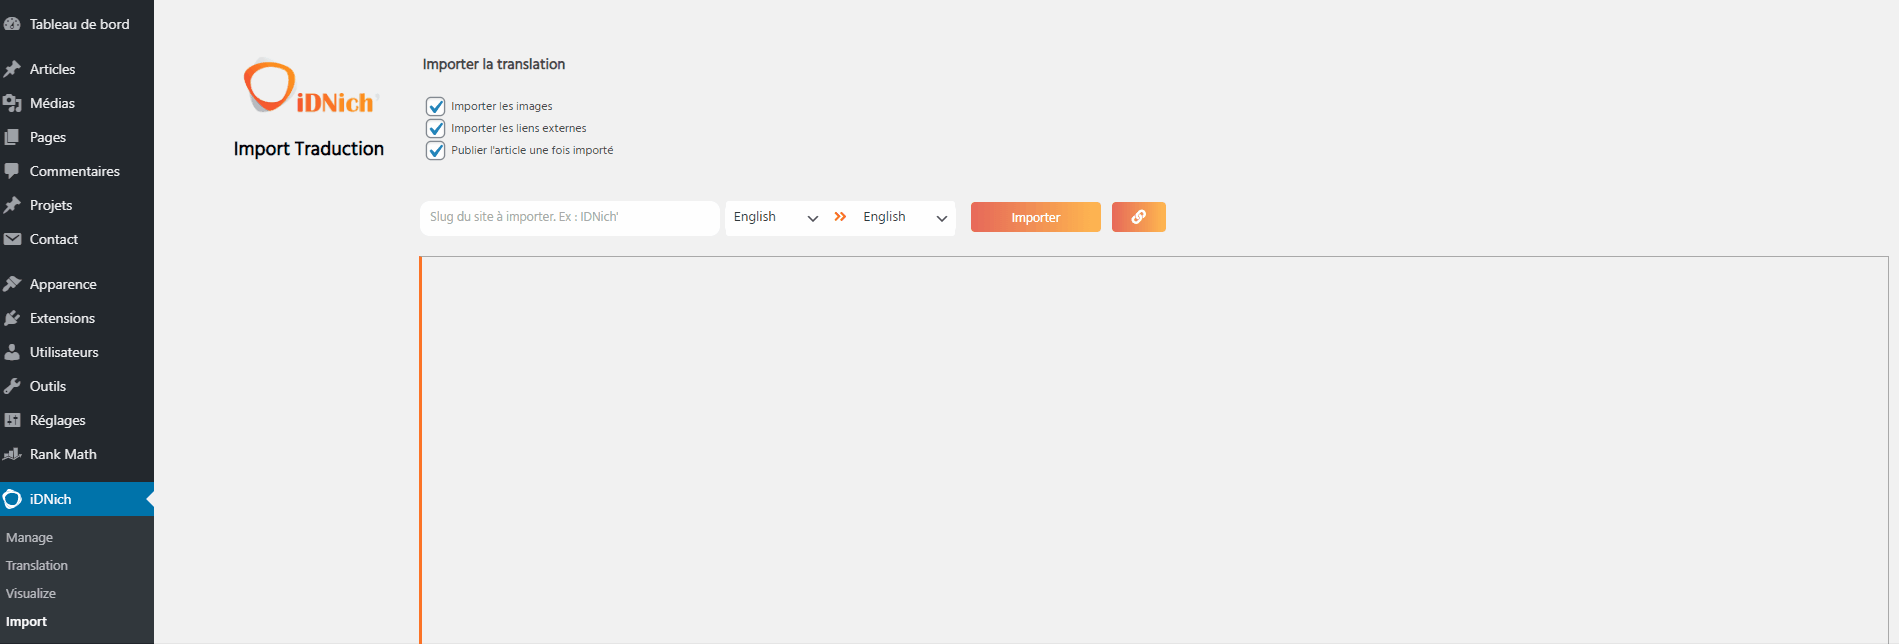 Tableau de bord
Articles
Médias
Pages
Commentaires
Projets
Contact
Apparence
Extensions
Utilisateurs
Outils
Réglages
Rank Math
iDNich
Manage
Translation
Visualize
Import
iDNich
Import Traduction
Importer la translation
Importer les images
Importer les liens externes
Publier l'article une fois importé
Slug du site à importer. Ex : IDNich' English English Importer